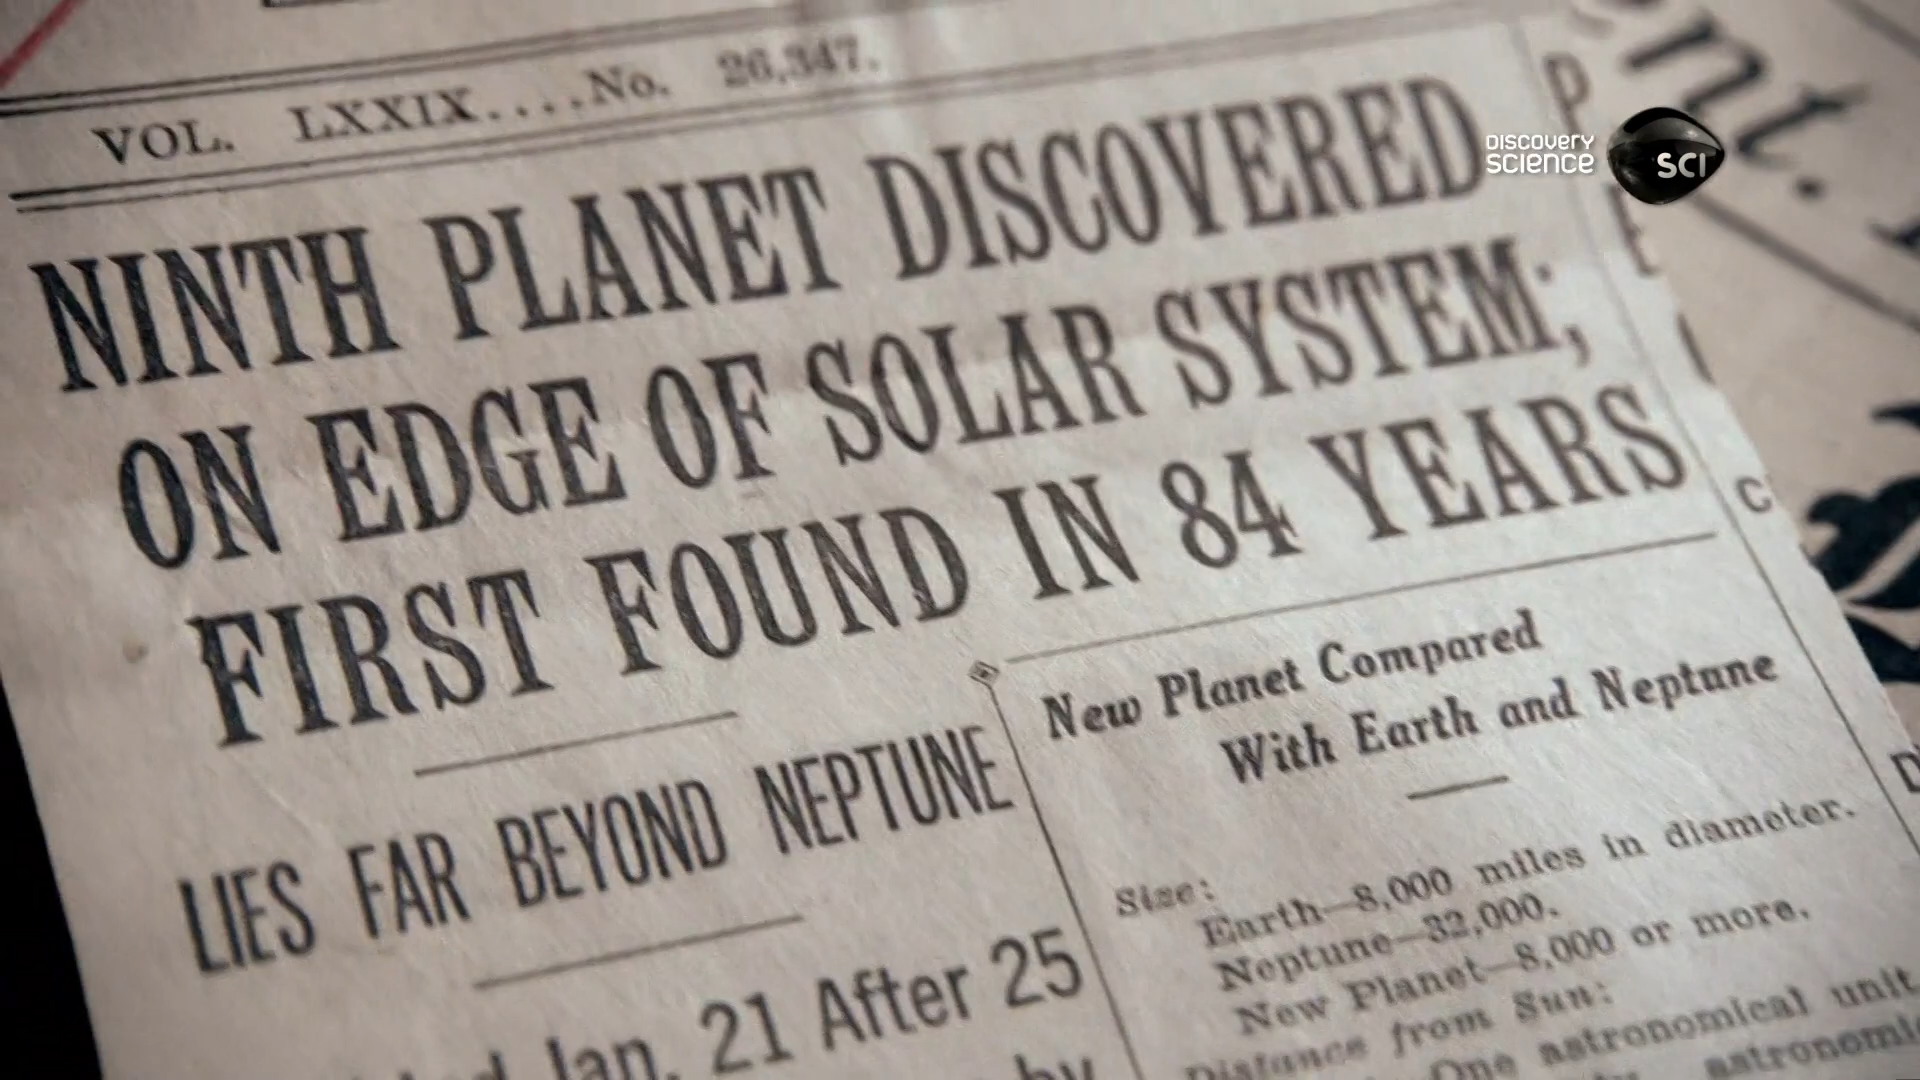 VOL. LXXIX....No. 26,347.
NINTH PLANET DISCOVERED
ON EDGE OF SOLAR SYSTEM;
FIRST FOUND IN 84 YEARS
LIES FAR BEYOND NEPTUNE
Jan. 21 After 25
by
New Planet Compared
With Earth and Neptune
Size:
Earth—8,000 miles in diameter.
Neptune—32,000.
New Planet—8,000 or more.
Distance from Sun:
One astronomical unit
DISCOVERY
SCIENCE
SCI
nt.
P
E
C
D